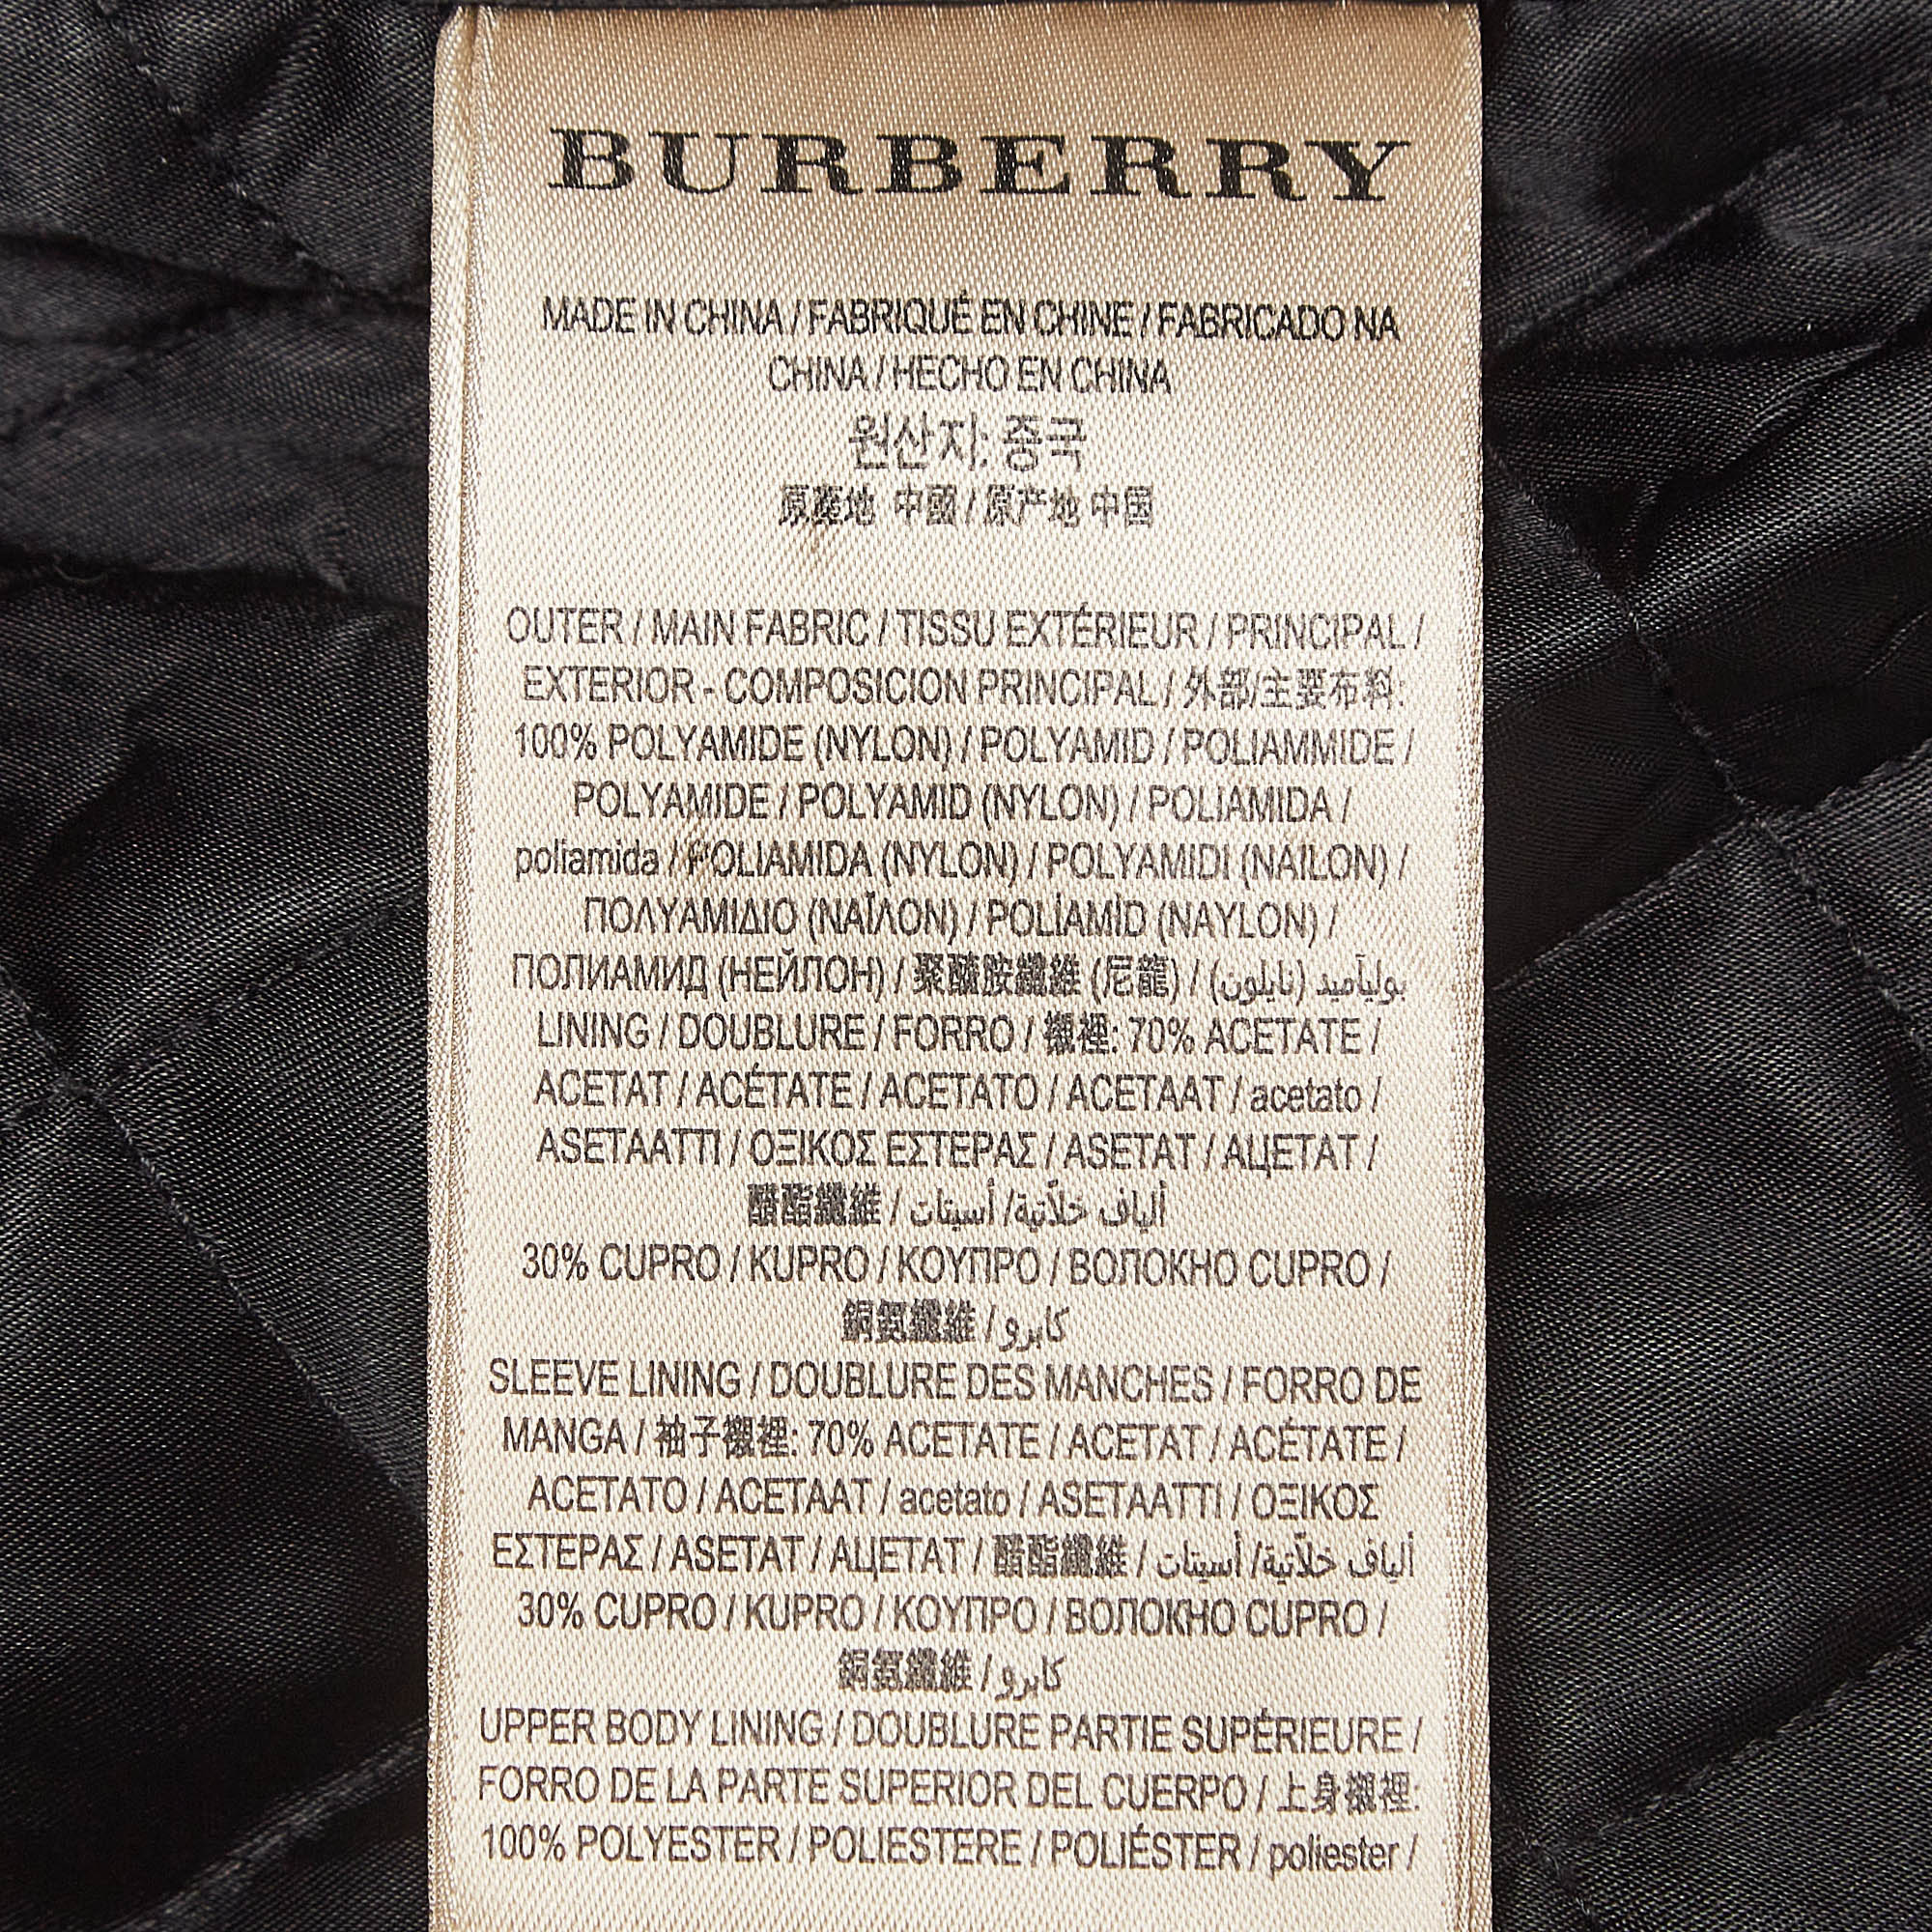 BURBERRY
MADE IN CHINA / FABRIQUÉ EN CHINE / FABRICADO NA
CHINA / HECHO EN CHINA
원산지: 중국
原產地 中國 / 原产地 中国
OUTER / MAIN FABRIC / TISSU EXTÉRIEUR / PRINCIPAL /
EXTERIOR - COMPOSICION PRINCIPAL / 外部/主要布料:
100% POLYAMIDE (NYLON) / POLYAMID / POLIAMMIDE /
POLYAMIDE / POLYAMID (NYLON) / POLIAMIDA /
poliamida / POLIAMIDA (NYLON) / POLYAMIDI (NAILON) /
ΠΟΛΥΑΜΙΔΙΟ (ΝΑΪΛΟΝ) / POLİAMİD (NAYLON) /
ПОЛИАМИД (НЕЙЛОН) / 聚醯胺纖維 (尼龍) / بوليآميد (نايلون)
LINING / DOUBLURE / FORRO / 襯裡: 70% ACETATE /
ACETAT / ACÉTATE / ACETATO / ACETAAT / acetato /
ASETAATTI / ΟΞΙΚΟΣ ΕΣΤΕΡΑΣ / ASETAT / АЦЕТАТ /
醋酯纖維 / ألياف خلاّتية/ أسيتات
30% CUPRO / KUPRO / ΚΟΥΠΡΟ / ВОЛОКНО CUPRO /
銅氨纖維 / كابرو
SLEEVE LINING / DOUBLURE DES MANCHES / FORRO DE
MANGA / 袖子襯裡: 70% ACETATE / ACETAT / ACÉTATE /
ACETATO / ACETAAT / acetato / ASETAATTI / ΟΞΙΚΟΣ
ΕΣΤΕΡΑΣ / ASETAT / АЦЕТАТ / 醋酯纖維 / ألياف خلاّتية/ أسيتات
30% CUPRO / KUPRO / ΚΟΥΠΡΟ / ВОЛОКНО CUPRO /
銅氨纖維 / كابرو
UPPER BODY LINING / DOUBLURE PARTIE SUPÉRIEURE /
FORRO DE LA PARTE SUPERIOR DEL CUERPO / 上身襯裡:
100% POLYESTER / POLIESTERE / POLIÉSTER / poliester /